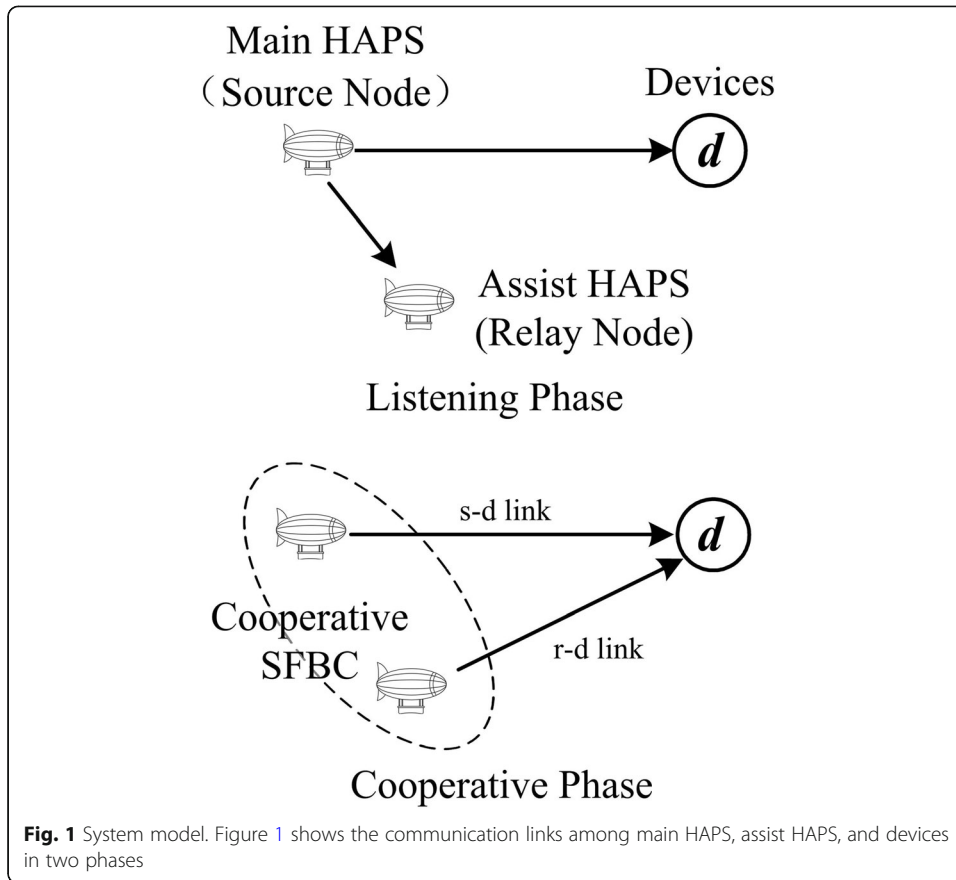 Main HAPS
（Source Node）
Devices
d
Assist HAPS
(Relay Node)
Listening Phase
s-d link
d
Cooperative
SFBC
r-d link
Cooperative Phase
Fig. 1 System model. Figure 1 shows the communication links among main HAPS, assist HAPS, and devices
in two phases